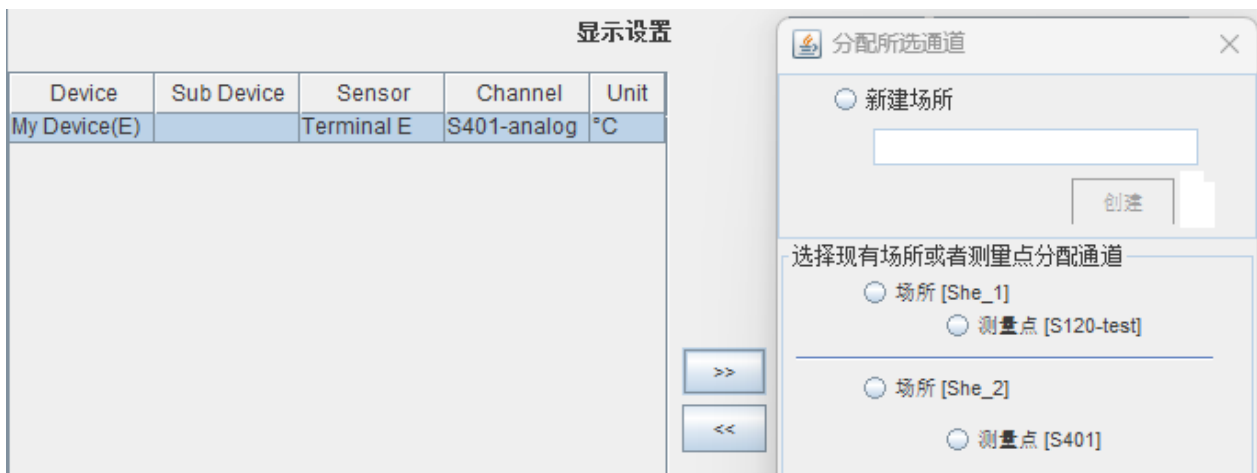 显示设置
Device Sub Device Sensor Channel Unit
My Device(E) Terminal E S401-analog °C
>>
<<
分配所选通道
新建场所
创建
选择现有场所或者测量点分配通道
场所 [She_1]
测量点 [S120-test]
场所 [She_2]
测量点 [S401]